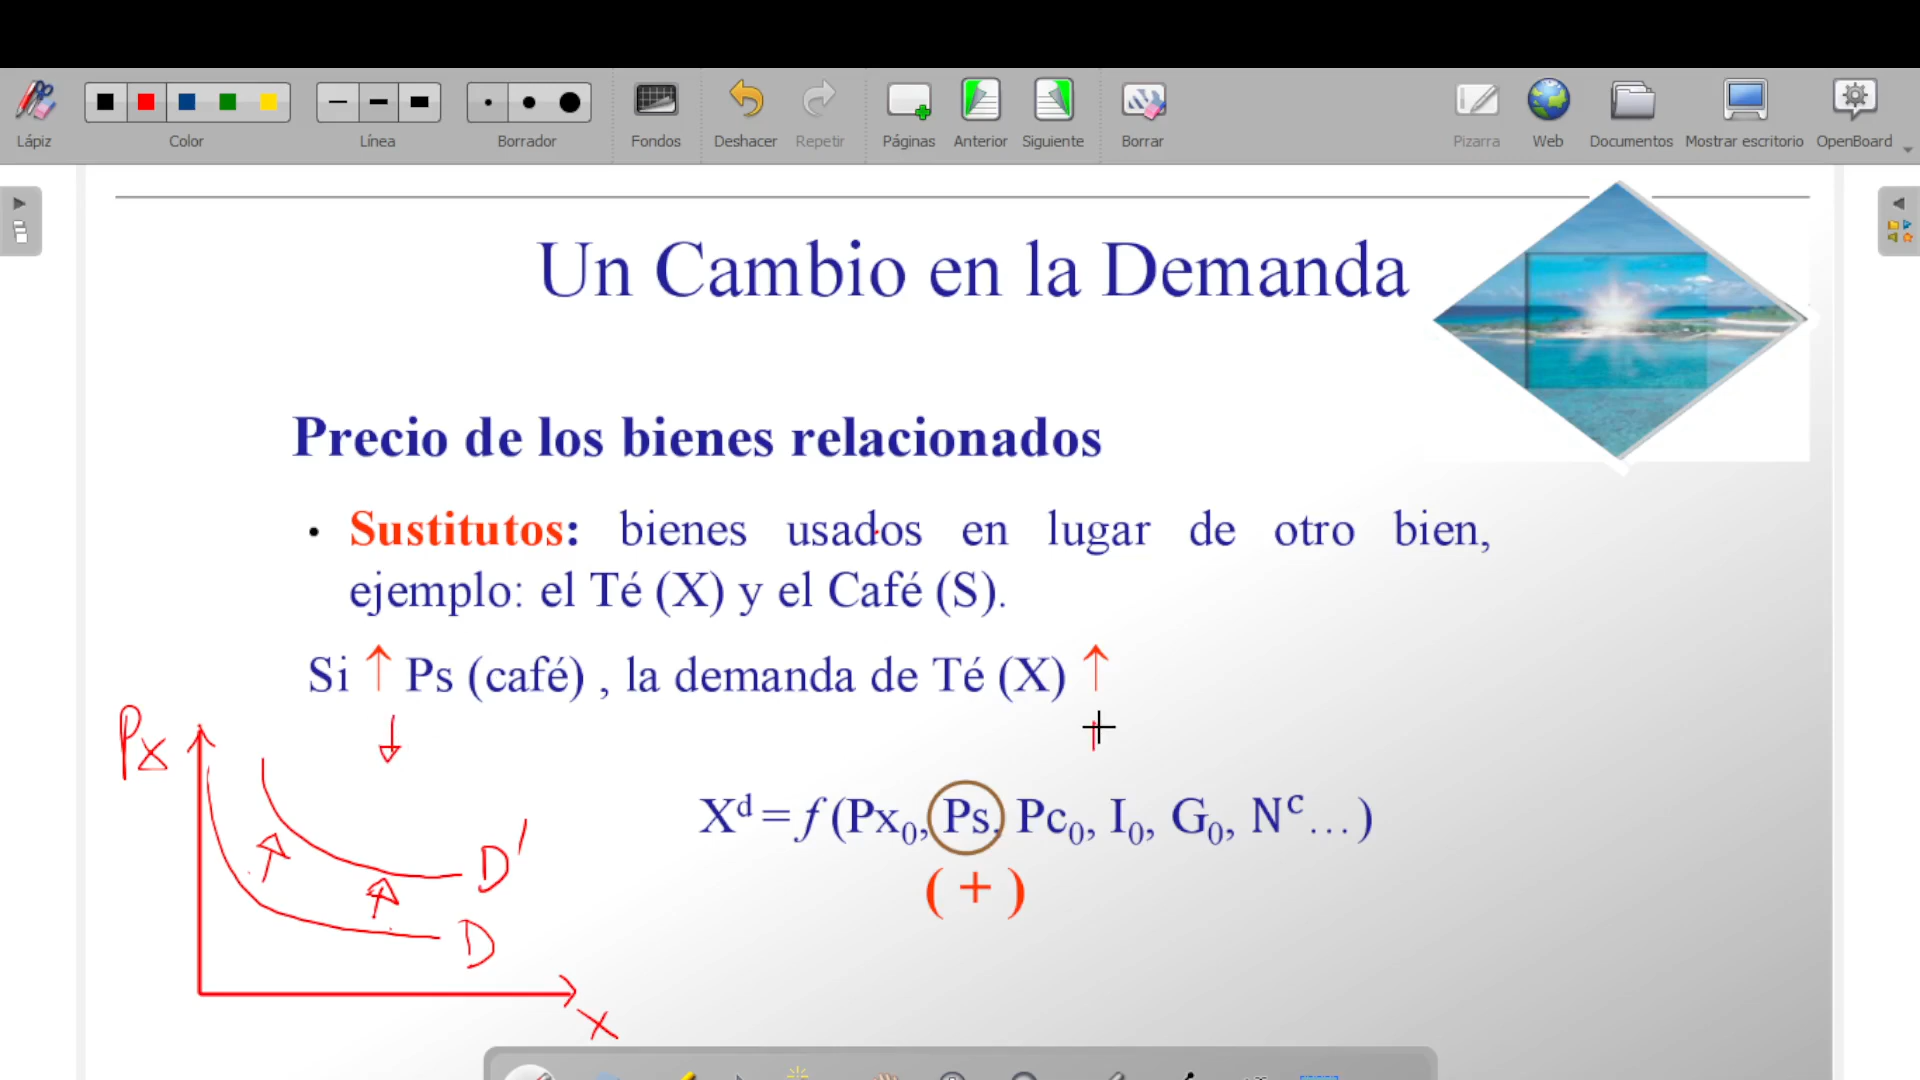 Lápiz
Color
Línea
Borrador
Fondos
Deshacer
Repetir
Páginas
Anterior
Siguiente
Borrar
Pizarra
Web
Documentos
Mostrar escritorio
OpenBoard
Un Cambio en la Demanda
Precio de los bienes relacionados
• Sustitutos: bienes usados en lugar de otro bien,
ejemplo: el Té (X) y el Café (S).
Si ↑ Ps (café) , la demanda de Té (X) ↑
Px
Xᵈ = f (Px₀, Ps, Pc₀, I₀, G₀, Nᶜ…)
( + )
D'
D
X